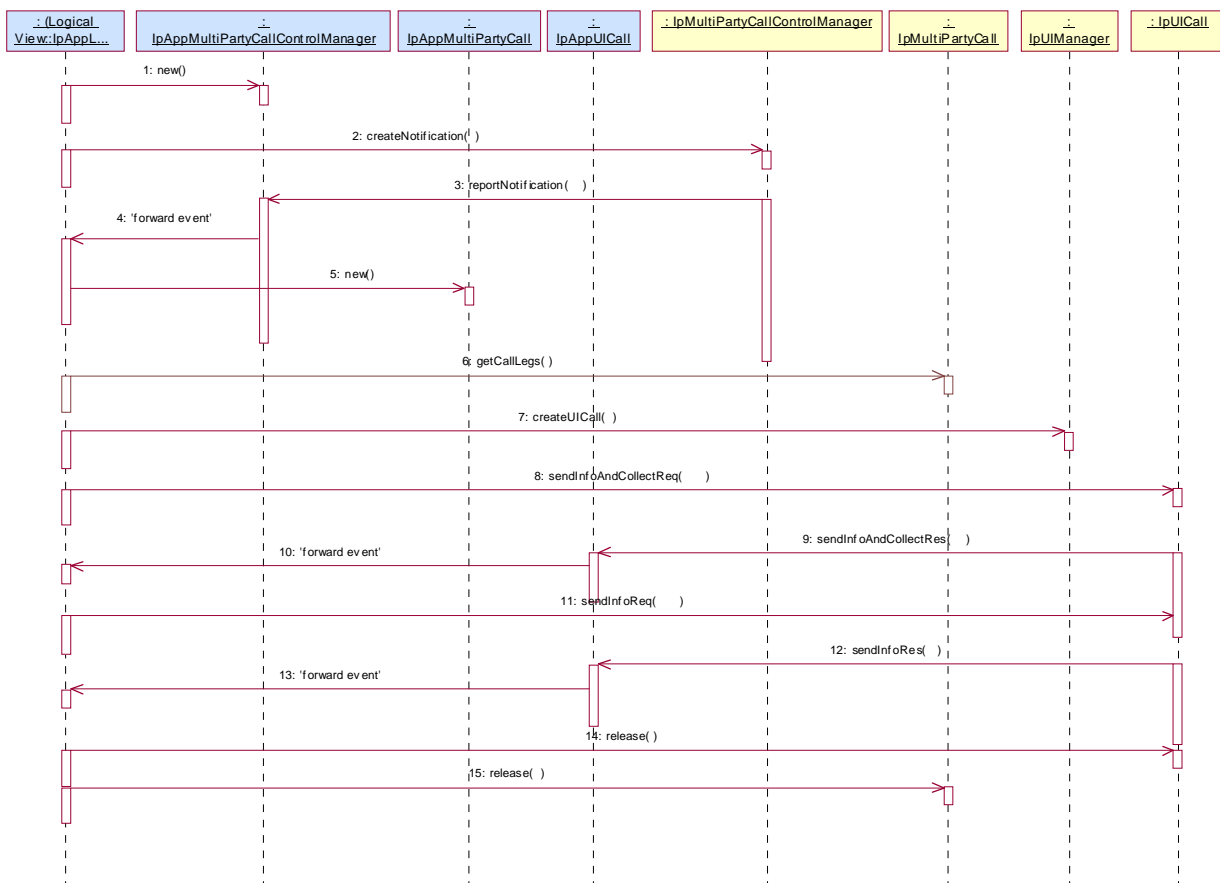 : (Logical
View::IpAppL...
:
IpAppMultiPartyCallControlManager
:
IpAppMultiPartyCall
:
IpAppUICall
: IpMultiPartyCallControlManager
:
IpMultiPartyCall
:
IpUIManager
: IpUICall
1: new()
2: createNotification( )
3: reportNotification( )
4: 'forward event'
5: new()
6: getCallLegs( )
7: createUICall( )
8: sendInfoAndCollectReq( )
9: sendInfoAndCollectRes( )
10: 'forward event'
11: sendInfoReq( )
12: sendInfoRes( )
13: 'forward event'
14: release( )
15: release( )